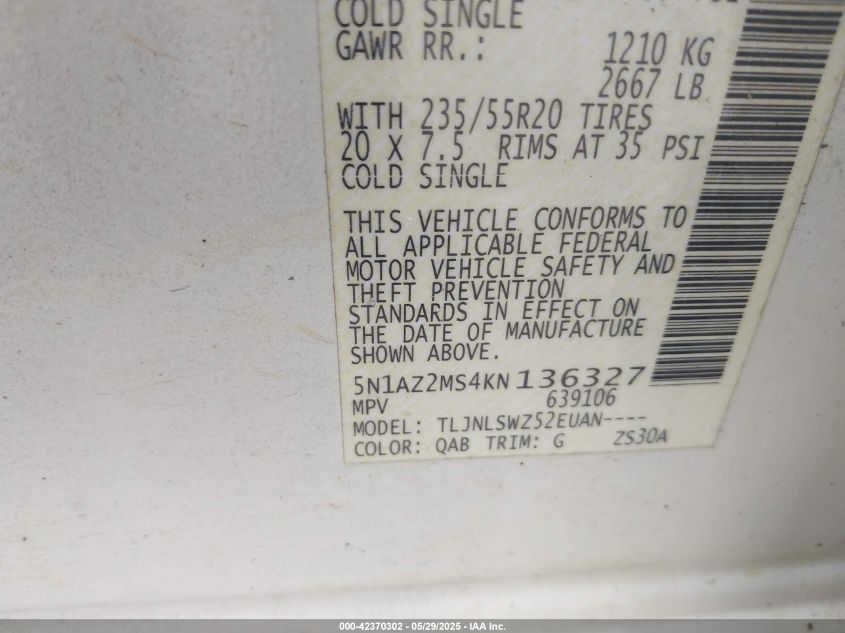 COLD SINGLE
GAWR RR.: 1210 KG
2667 LB
WITH 235/55R20 TIRES
20 X 7.5 RIMS AT 35 PSI
COLD SINGLE
THIS VEHICLE CONFORMS TO
ALL APPLICABLE FEDERAL
MOTOR VEHICLE SAFETY AND
THEFT PREVENTION
STANDARDS IN EFFECT ON
THE DATE OF MANUFACTURE
SHOWN ABOVE.
5N1AZ2MS4KN136327
MPV 639106
MODEL: TLJNLSWZ52EUAN----
COLOR: QAB TRIM: G ZS30A
000-42370302 - 05/29/2025 - IAA Inc.